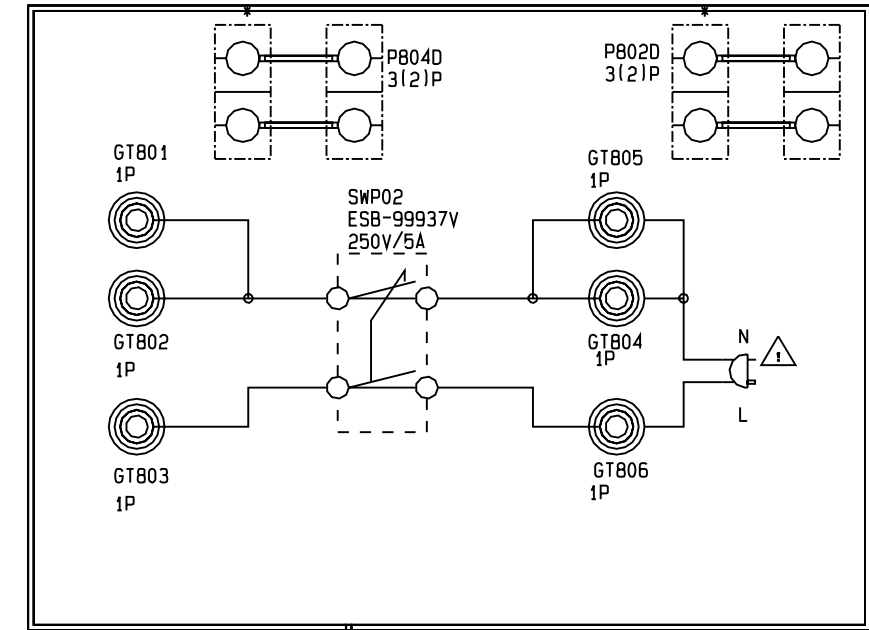 P804D
3(2)P
P802D
3(2)P
GT801
1P
GT805
1P
SWP02
ESB-99937V
250V/5A
GT802
1P
GT804
1P
N
!
L
GT803
1P
GT806
1P